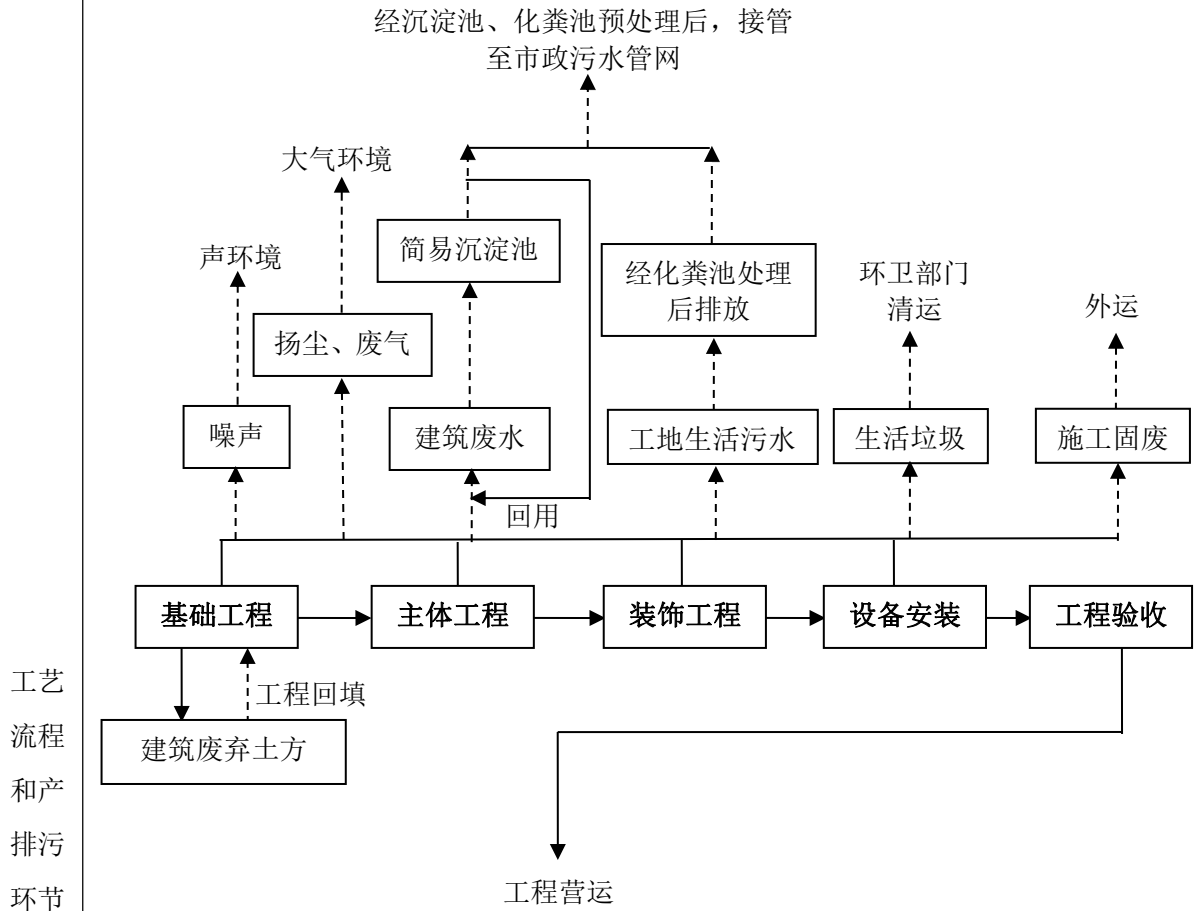 经沉淀池、化粪池预处理后，接管
至市政污水管网
大气环境
声环境
简易沉淀池
经化粪池处理
后排放
环卫部门
清运
外运
扬尘、废气
噪声
建筑废水
工地生活污水
生活垃圾
施工固废
回用
基础工程
主体工程
装饰工程
设备安装
工程验收
工程回填
建筑废弃土方
工程营运
工艺
流程
和产
排污
环节